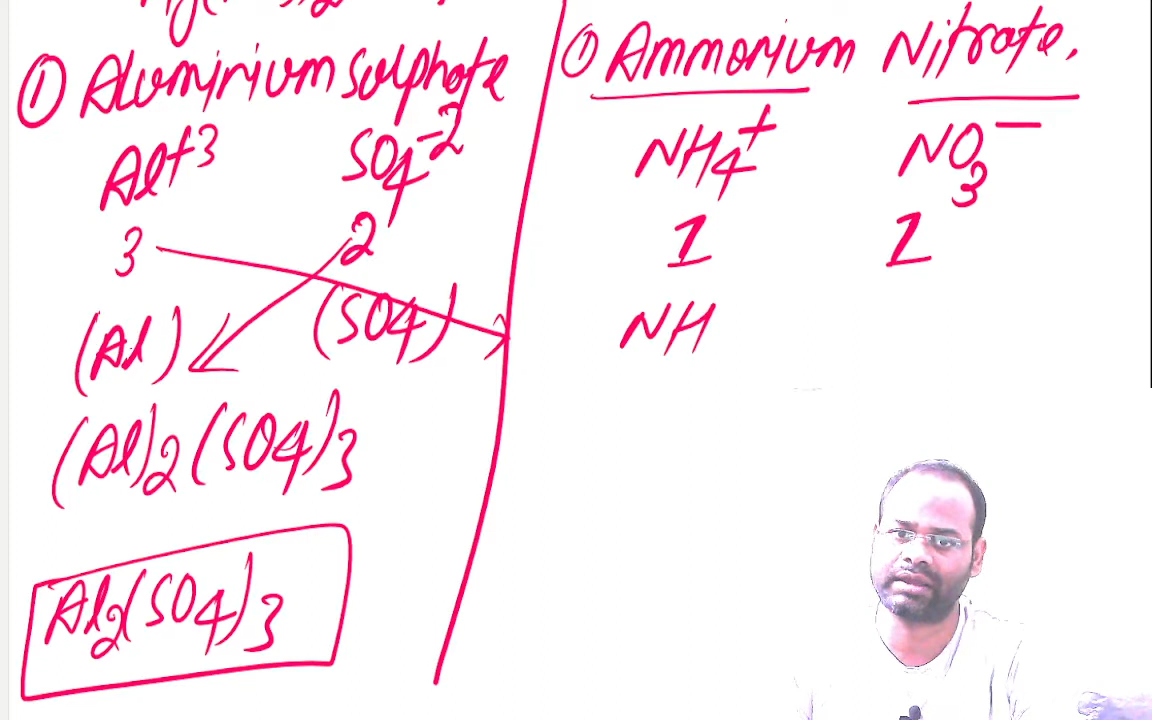 ① Aluminium Sulphate
Al+3 SO4-2
3 2
(Al) (SO4)
(Al)2(SO4)3
Al2(SO4)3
① Ammonium Nitrate.
NH4+ NO3-
1 1
NH